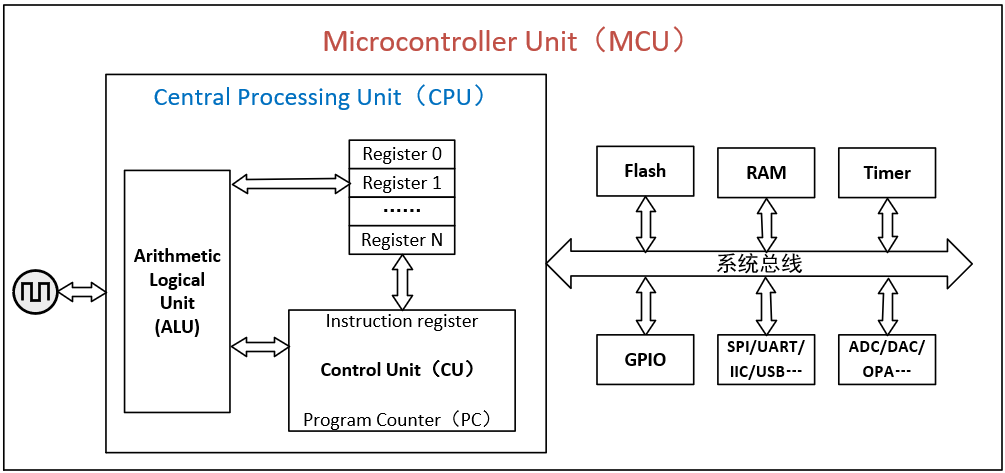 Microcontroller Unit（MCU）
Central Processing Unit（CPU）
Register 0
Register 1
······
Register N
Arithmetic
Logical
Unit
(ALU)
Instruction register
Control Unit（CU）
Program Counter（PC）
Flash
RAM
Timer
系统总线
GPIO
SPI/UART/
IIC/USB···
ADC/DAC/
OPA···